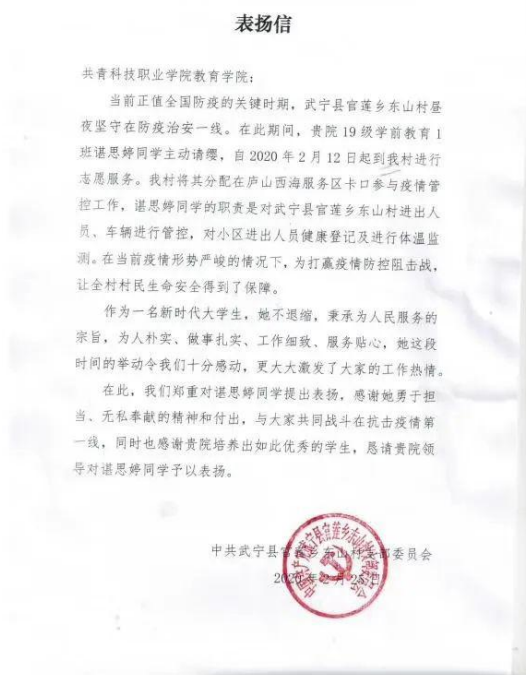 表扬信
共青科技职业学院教育学院：
当前正值全国防疫的关键时期，武宁县官莲乡东山村昼
夜坚守在防疫治安一线。在此期间，贵院 19 级学前教育 1
班谌思婷同学主动请缨，自 2020 年 2 月 12 日起到我村进行
志愿服务。我村将其分配在庐山西海服务区卡口参与疫情管
控工作，谌思婷同学的职责是对武宁县官莲乡东山村进出人
员、车辆进行管控，对小区进出人员健康登记及进行体温监
测。在当前疫情形势严峻的情况下，为打赢疫情防控阻击战，
让全村村民生命安全得到了保障。
作为一名新时代大学生，她不退缩，秉承为人民服务的
宗旨，为人朴实、做事扎实、工作细致、服务贴心，她这段
时间的举动令我们十分感动，更大大激发了大家的工作热情。
在此，我们郑重对谌思婷同学提出表扬，感谢她勇于担
当、无私奉献的精神和付出，与大家共同战斗在抗击疫情第
一线，同时也感谢贵院培养出如此优秀的学生，恳请贵院领
导对谌思婷同学予以表扬。
中共武宁县官莲乡东山村支部委员会
2020 年 2 月 25 日